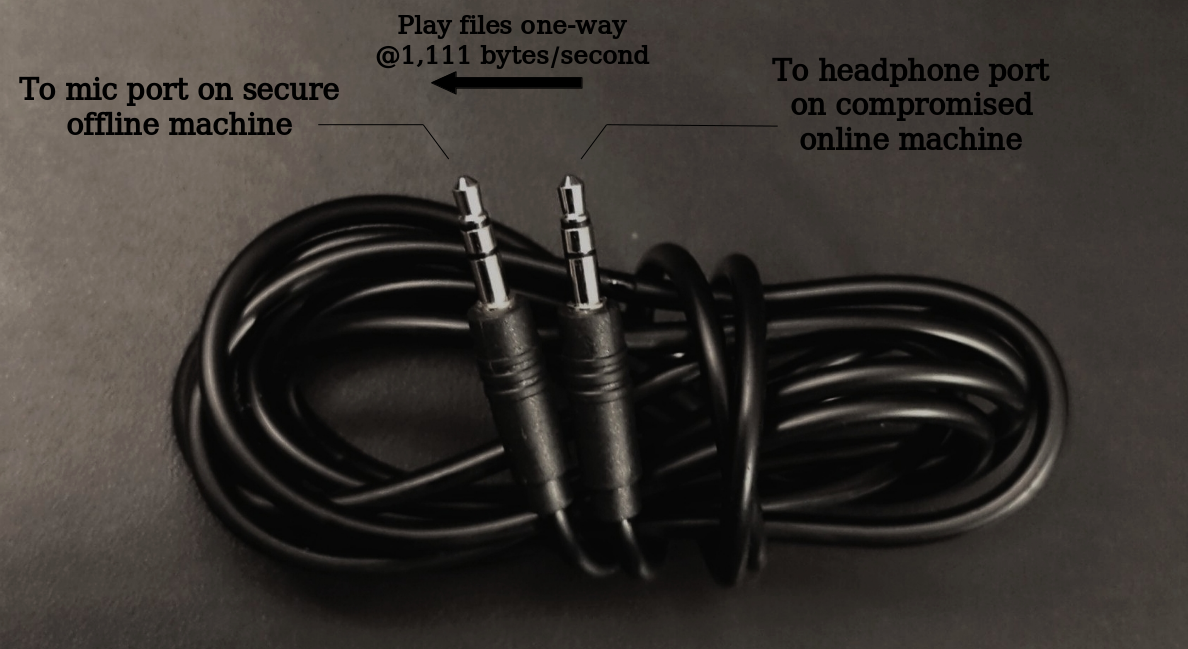 Play files one-way
@1,111 bytes/second
To mic port on secure
offline machine
To headphone port
on compromised
online machine